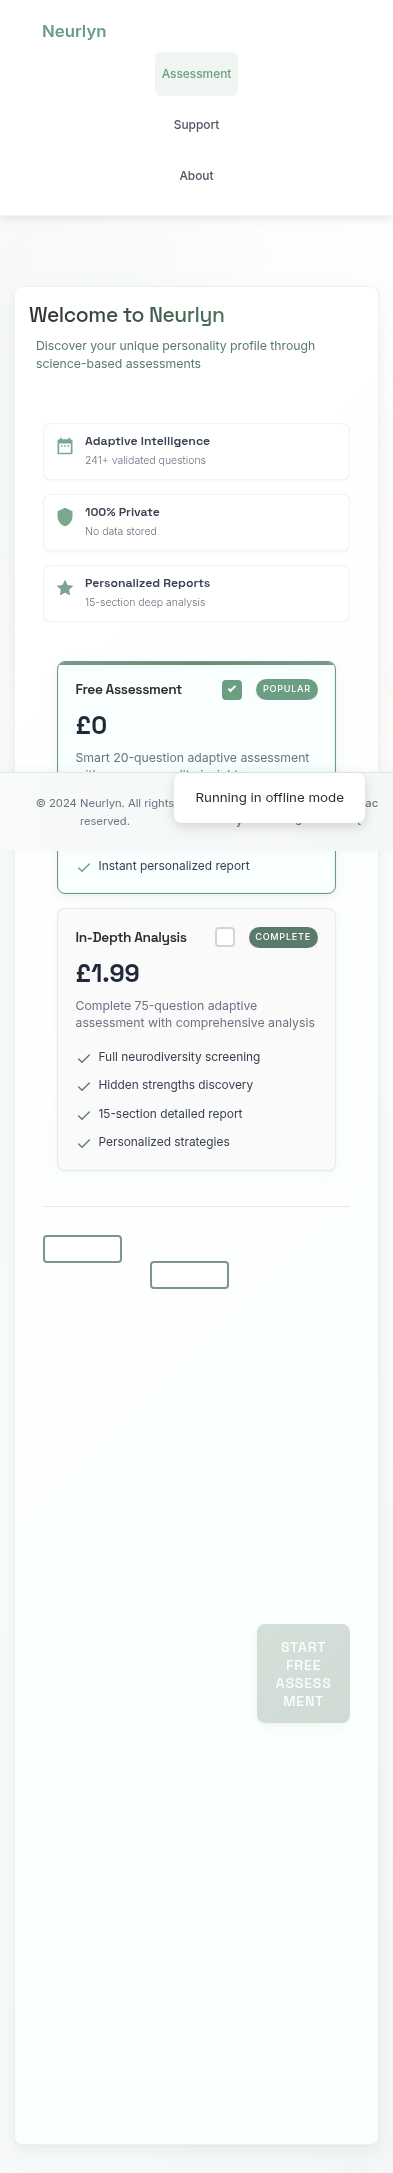 Neurlyn
Assessment
Support
About
Welcome to Neurlyn
Discover your unique personality profile through
science-based assessments
Adaptive Intelligence
241+ validated questions
100% Private
No data stored
Personalized Reports
15-section deep analysis
Free Assessment
POPULAR
£0
Smart 20-question adaptive assessment
© 2024 Neurlyn. All rights
reserved.
Running in offline mode
Instant personalized report
In-Depth Analysis
COMPLETE
£1.99
Complete 75-question adaptive
assessment with comprehensive analysis
Full neurodiversity screening
Hidden strengths discovery
15-section detailed report
Personalized strategies
START
FREE
ASSESS
MENT